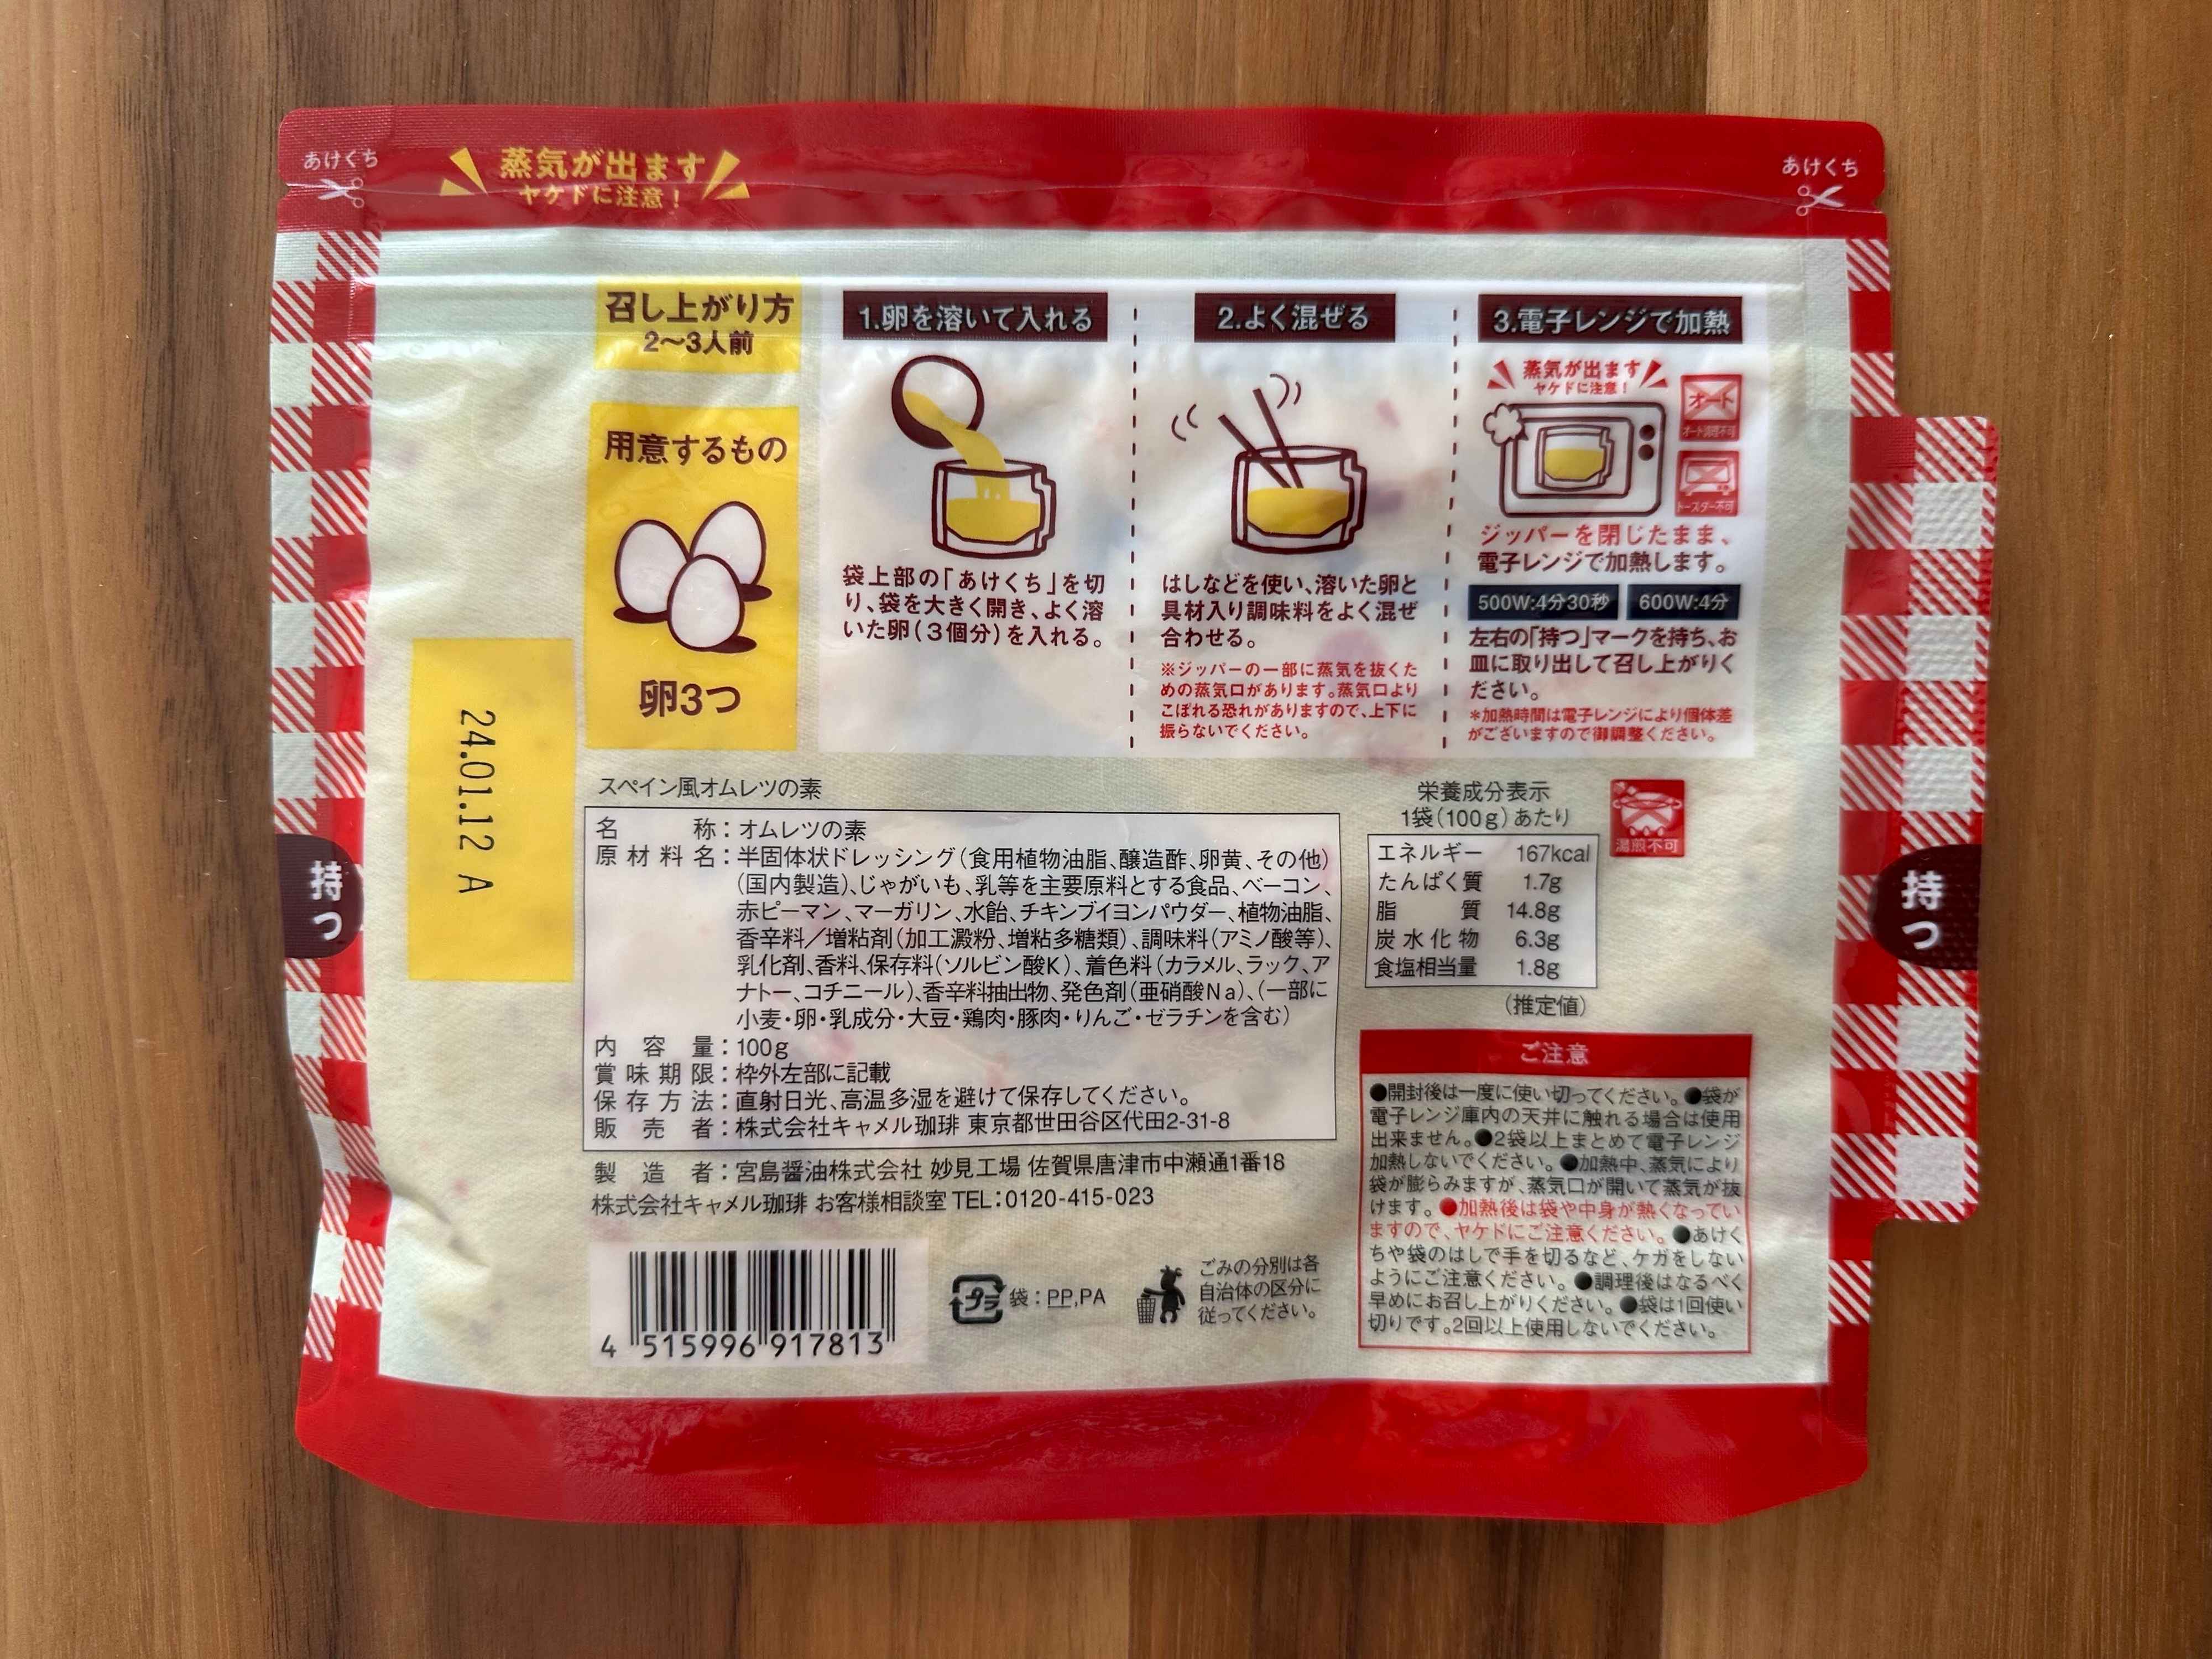 あけくち
蒸気が出ます
ヤケドに注意！
あけくち
召し上がり方
2〜3人前
用意するもの
卵3つ
1.卵を溶いて入れる
袋上部の「あけくち」を切
り、袋を大きく開き、よく溶
いた卵(3個分)を入れる。
2.よく混ぜる
はしなどを使い、溶いた卵と
具材入り調味料をよく混ぜ
合わせる。
※ジッパーの一部に蒸気を抜くた
めの蒸気口があります。蒸気口より
こぼれる恐れがありますので、上下に
振らないでください。
3.電子レンジで加熱
蒸気が出ます
ヤケドに注意！
オート
オート調理不可
トースター不可
ジッパーを閉じたまま、
電子レンジで加熱します。
500W:4分30秒 600W:4分
左右の「持つ」マークを持ち、お
皿に取り出して召し上がりく
ださい。
*加熱時間は電子レンジにより個体差
がございますので御調整ください。
24.01.12 A
持つ
持つ
スペイン風オムレツの素
名称：オムレツの素
原材料名：半固体状ドレッシング(食用植物油脂、醸造酢、卵黄、その他)
(国内製造)、じゃがいも、乳等を主要原料とする食品、ベーコン、
赤ピーマン、マーガリン、水飴、チキンブイヨンパウダー、植物油脂、
香辛料／増粘剤(加工澱粉、増粘多糖類)、調味料(アミノ酸等)、
乳化剤、香料、保存料(ソルビン酸K)、着色料(カラメル、ラック、ア
ナトー、コチニール)、香辛料抽出物、発色剤(亜硝酸Na)、(一部に
小麦・卵・乳成分・大豆・鶏肉・豚肉・りんご・ゼラチンを含む)
内容量：100g
賞味期限：枠外左部に記載
保存方法：直射日光、高温多湿を避けて保存してください。
販売者：株式会社キャメル珈琲 東京都世田谷区代田2-31-8
製造者：宮島醤油株式会社 妙見工場 佐賀県唐津市中瀬通1番18
株式会社キャメル珈琲 お客様相談室 TEL：0120-415-023
栄養成分表示
1袋(100g)あたり
エネルギー 167kcal
たんぱく質 1.7g
脂質 14.8g
炭水化物 6.3g
食塩相当量 1.8g
(推定値)
湯煎不可
ご注意
●開封後は一度に使い切ってください。●袋が
電子レンジ庫内の天井に触れる場合は使用
出来ません。●2袋以上まとめて電子レンジ
加熱しないでください。●加熱中、蒸気により
袋が膨らみますが、蒸気口が開いて蒸気が抜
けます。●加熱後は袋や中身が熱くなってい
ますので、ヤケドにご注意ください。●あけく
ちや袋のはしで手を切るなど、ケガをしない
ようにご注意ください。●調理後はなるべく
早めにお召し上がりください。●袋は1回使い
切りです。2回以上使用しないでください。
4 515996 917813
プラ
袋：PP,PA
ごみの分別は各
自治体の区分に
従ってください。